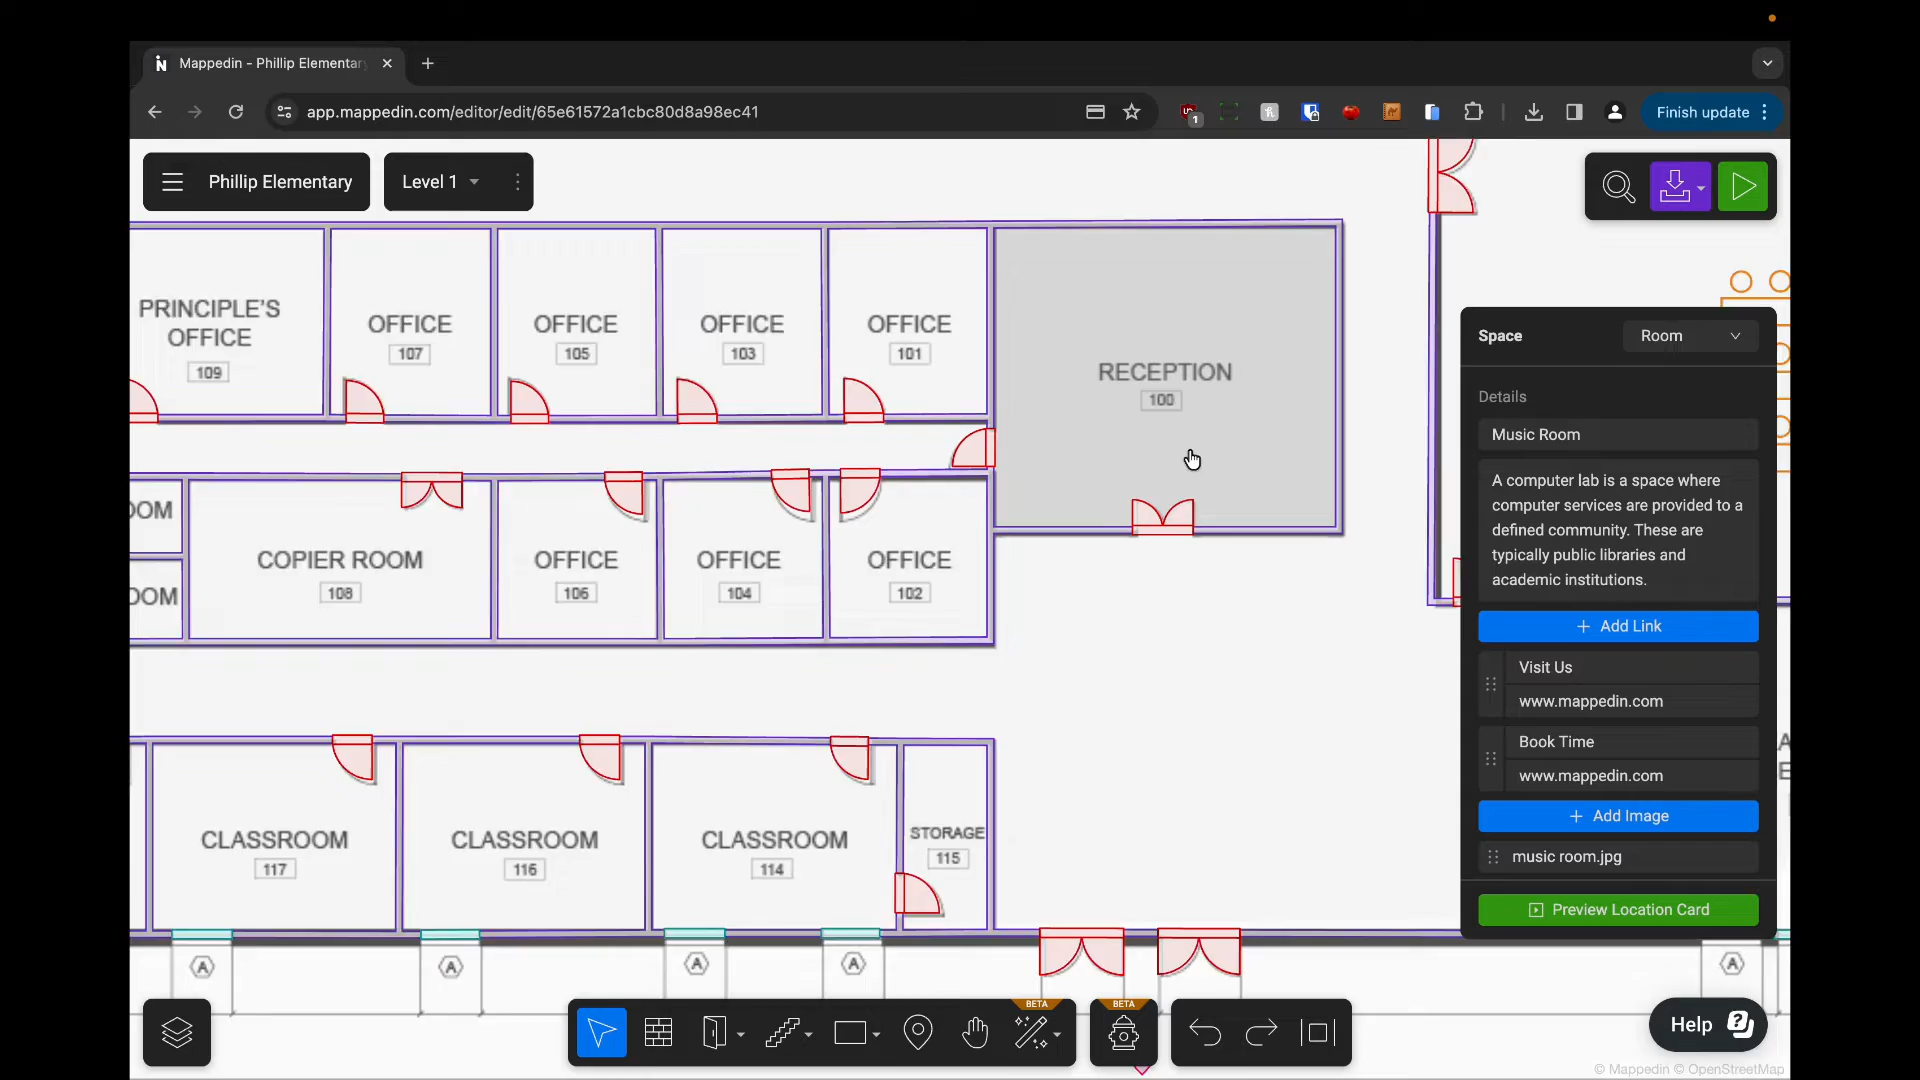 Mappedin - Phillip Elementar
app.mappedin.com/editor/edit/65e61572a1cbc80d8a98ec41
1
Finish update
Phillip Elementary
Level 1
PRINCIPLE'S
OFFICE
109
OFFICE
107
OFFICE
105
OFFICE
103
OFFICE
101
RECEPTION
100
OOM
OOM
COPIER ROOM
108
OFFICE
106
OFFICE
104
OFFICE
102
CLASSROOM
117
CLASSROOM
116
CLASSROOM
114
STORAGE
115
A
A
A
A
A
Space
Room
Details
Music Room
A computer lab is a space where
computer services are provided to a
defined community. These are
typically public libraries and
academic institutions.
+ Add Link
Visit Us
www.mappedin.com
Book Time
www.mappedin.com
+ Add Image
music room.jpg
Preview Location Card
BETA
BETA
Help
© Mappedin © OpenStreetMap